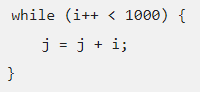 while (i++ < 1000) {
    j = j + i;
}